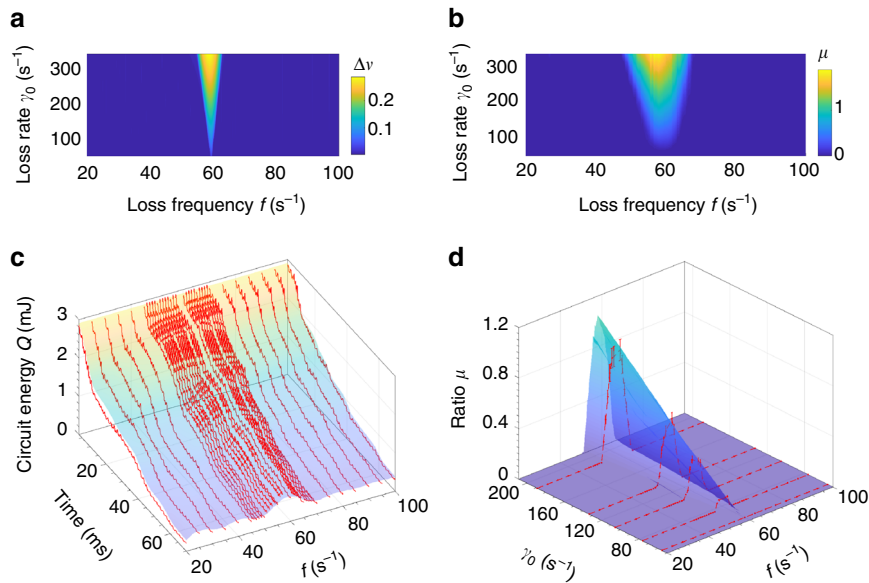 a
Loss rate γ₀ (s⁻¹)
300
200
100
20 40 60 80 100
Loss frequency f (s⁻¹)
Δν
0.2
0.1
b
Loss rate γ₀ (s⁻¹)
300
200
100
20 40 60 80 100
Loss frequency f (s⁻¹)
μ
1
0
c
Circuit energy Q (mJ)
3
2
1
0
20
40
60
Time (ms)
20 40 60 80 100
f (s⁻¹)
d
Ratio μ
1.2
0.8
0.4
0
200
160
120
80
γ₀ (s⁻¹)
20 40 60 80 100
f (s⁻¹)